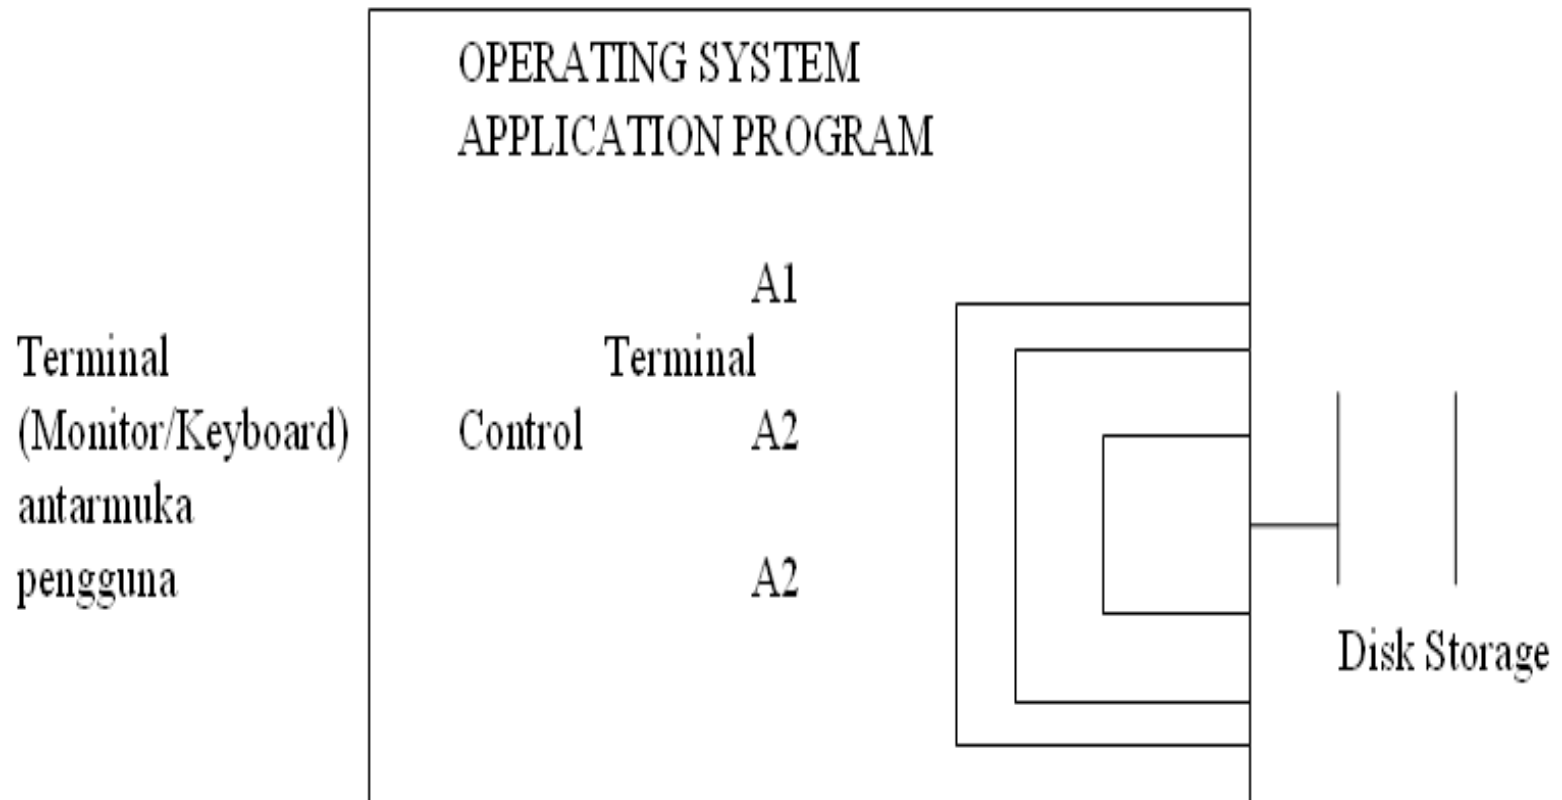 OPERATING SYSTEM
APPLICATION PROGRAM
A1
Terminal Terminal
(Monitor/Keyboard) Control A2
antarmuka
pengguna A2
Disk Storage